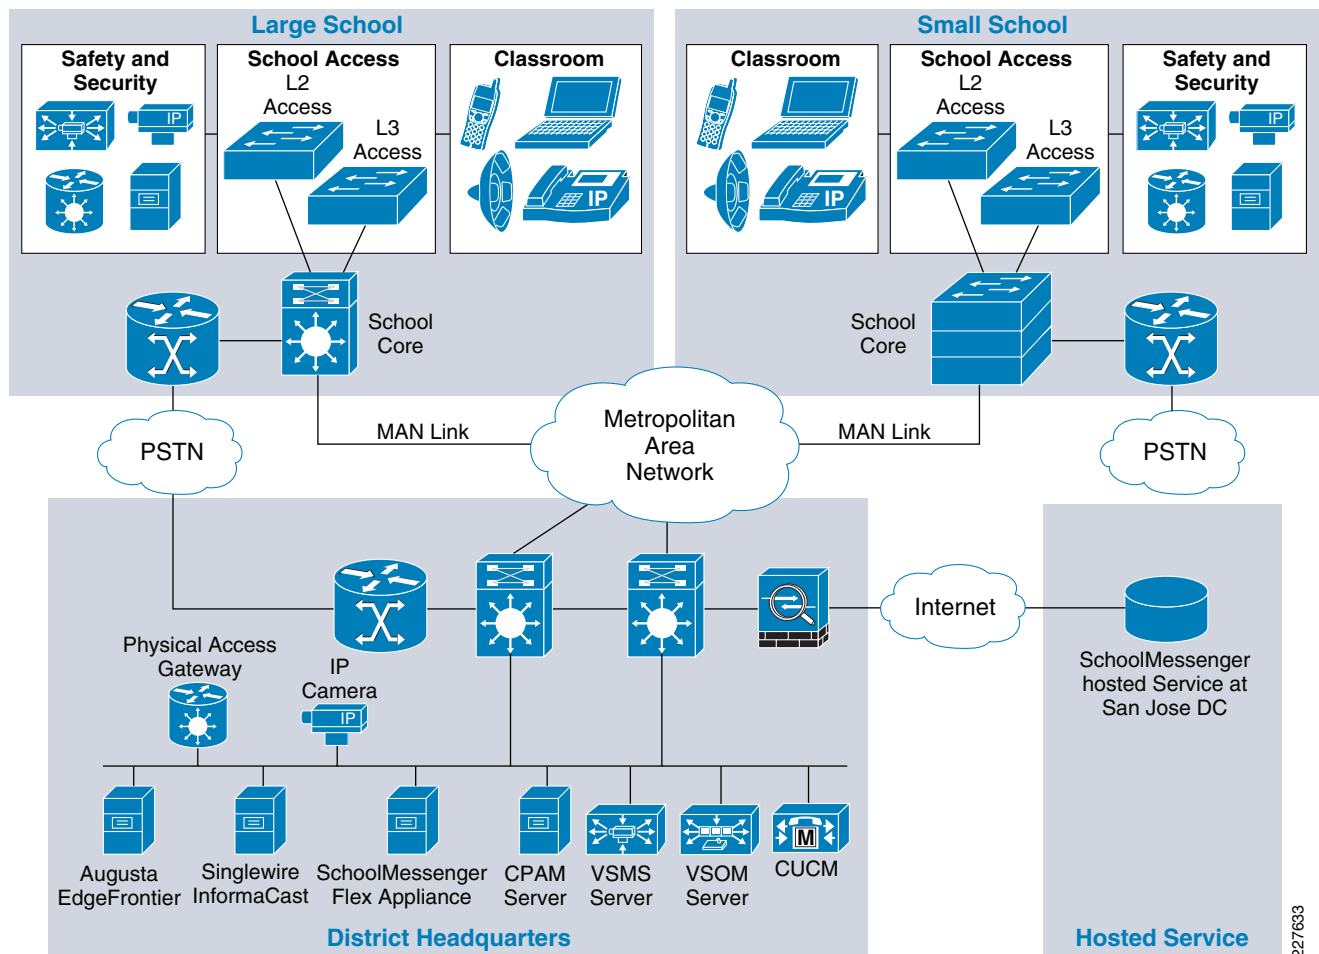 Large School
Safety and
Security
IP
School Access
L2
Access
L3
Access
Classroom
IP
School
Core
Small School
Classroom
IP
School Access
L2
Access
L3
Access
Safety and
Security
IP
School
Core
PSTN
MAN Link
Metropolitan
Area
Network
MAN Link
PSTN
Internet
Physical Access
Gateway
IP
Camera
IP
SchoolMessenger
hosted Service at
San Jose DC
M
Augusta
EdgeFrontier
Singlewire
InformaCast
SchoolMessenger
Flex Appliance
CPAM
Server
VSMS
Server
VSOM
Server
CUCM
District Headquarters
Hosted Service
227633